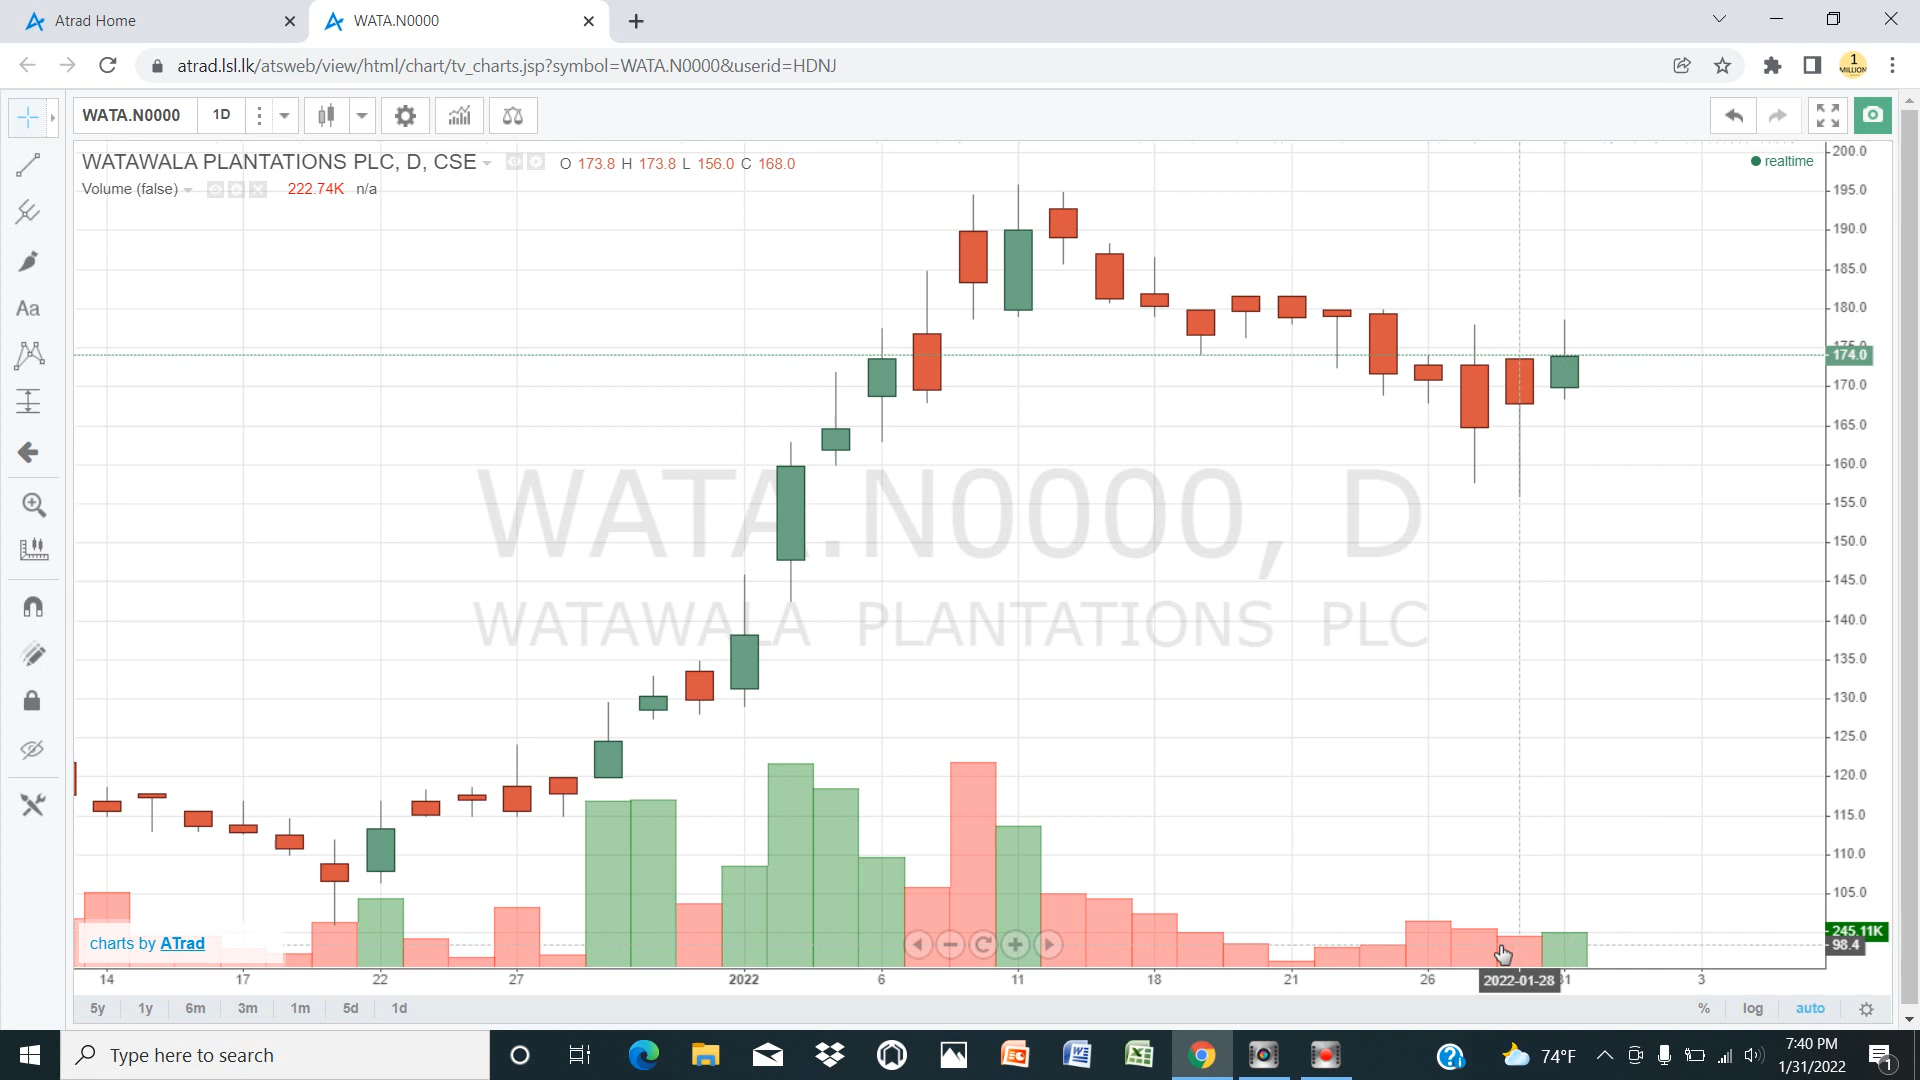 Atrad Home
WATA.N0000
atrad.lsl.lk/atsweb/view/html/chart/tv_charts.jsp?symbol=WATA.N0000&userid=HDNJ
1 MILLION
WATA.N0000 1D
WATAWALA PLANTATIONS PLC, D, CSE O 173.8 H 173.8 L 156.0 C 168.0
realtime
Volume (false) 222.74K n/a
Aa
200.0
195.0
190.0
185.0
180.0
175.0
174.0
170.0
165.0
160.0
155.0
150.0
145.0
140.0
135.0
130.0
125.0
120.0
115.0
110.0
105.0
245.11K
98.4
WATA.N0000, D
WATAWALA PLANTATIONS PLC
charts by ATrad
14 17 22 27 2022 6 11 18 21 26 2022-01-28 31 3
5y 1y 6m 3m 1m 5d 1d % log auto
Type here to search
74°F
7:40 PM
1/31/2022
1